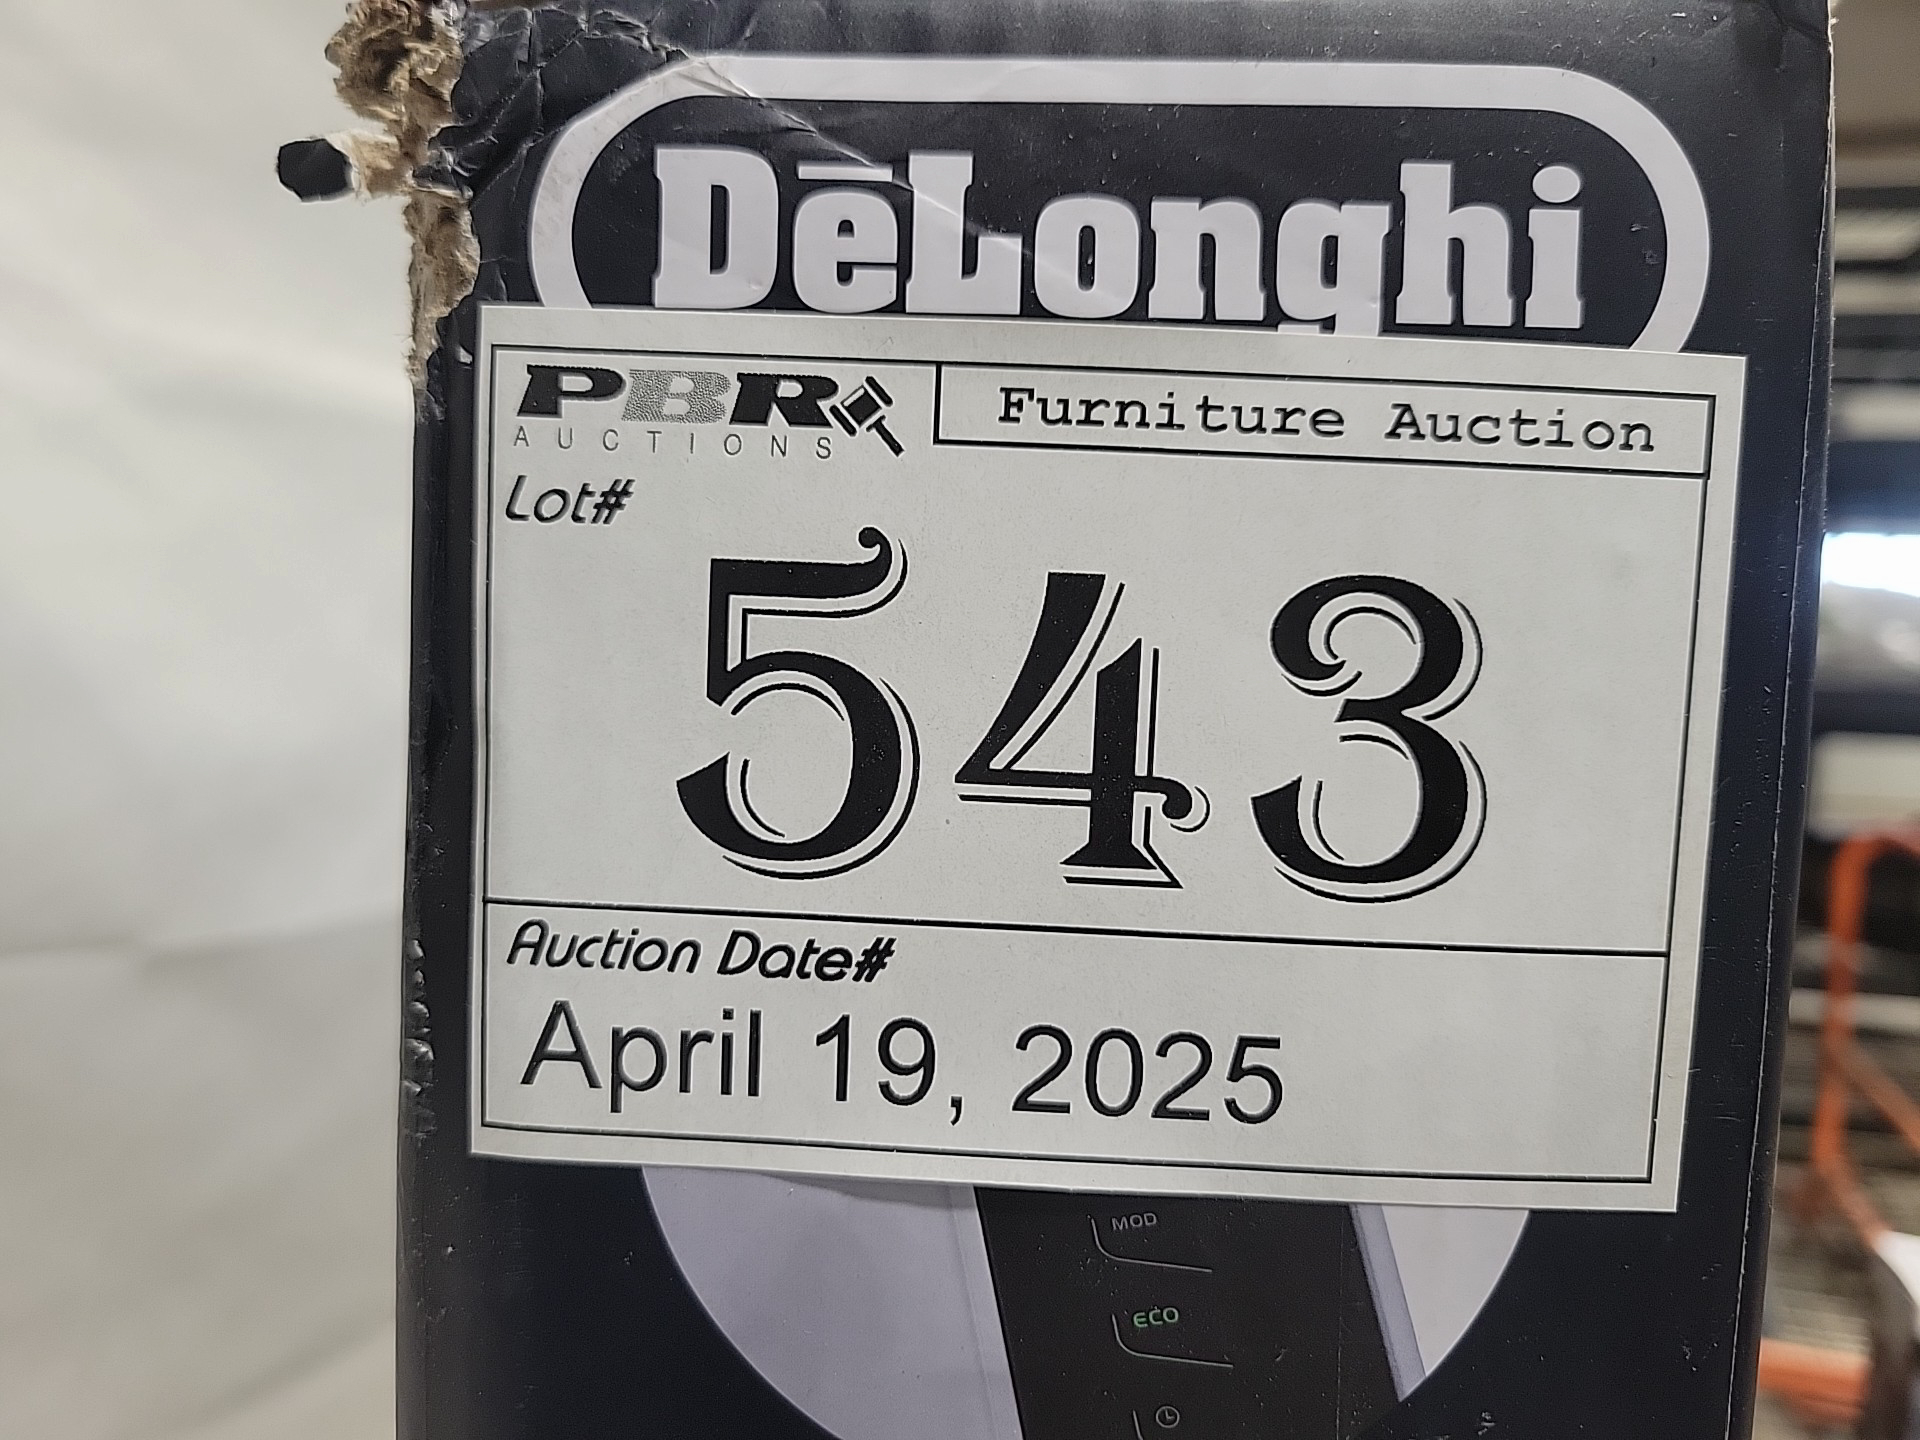 DēLonghi
PBR
AUCTIONS
Furniture Auction
Lot#
543
Auction Date#
April 19, 2025
MOD
ECO